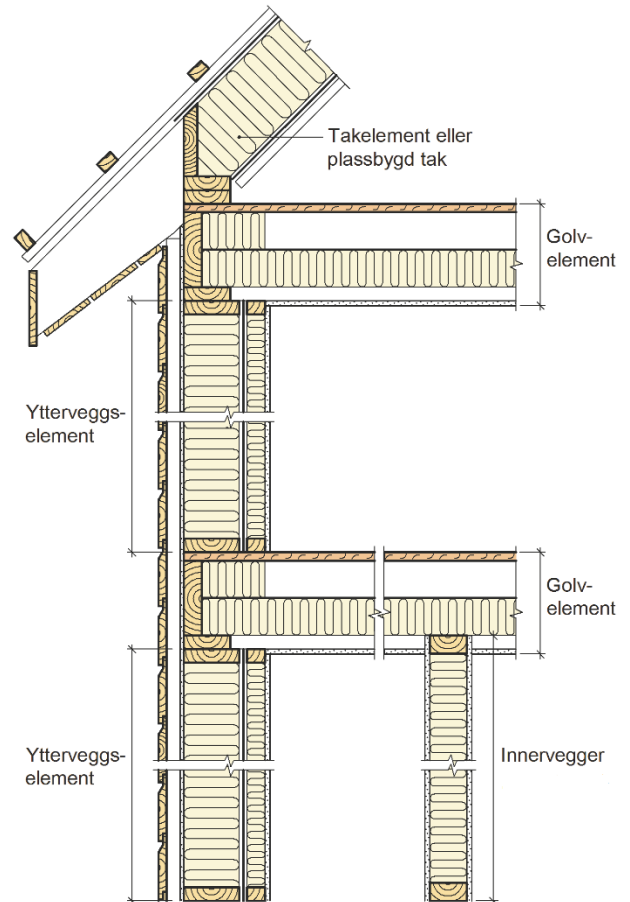 Takelement eller
plassbygd tak
Golv-
element
Ytterveggs-
element
Golv-
element
Ytterveggs-
element
Innervegger